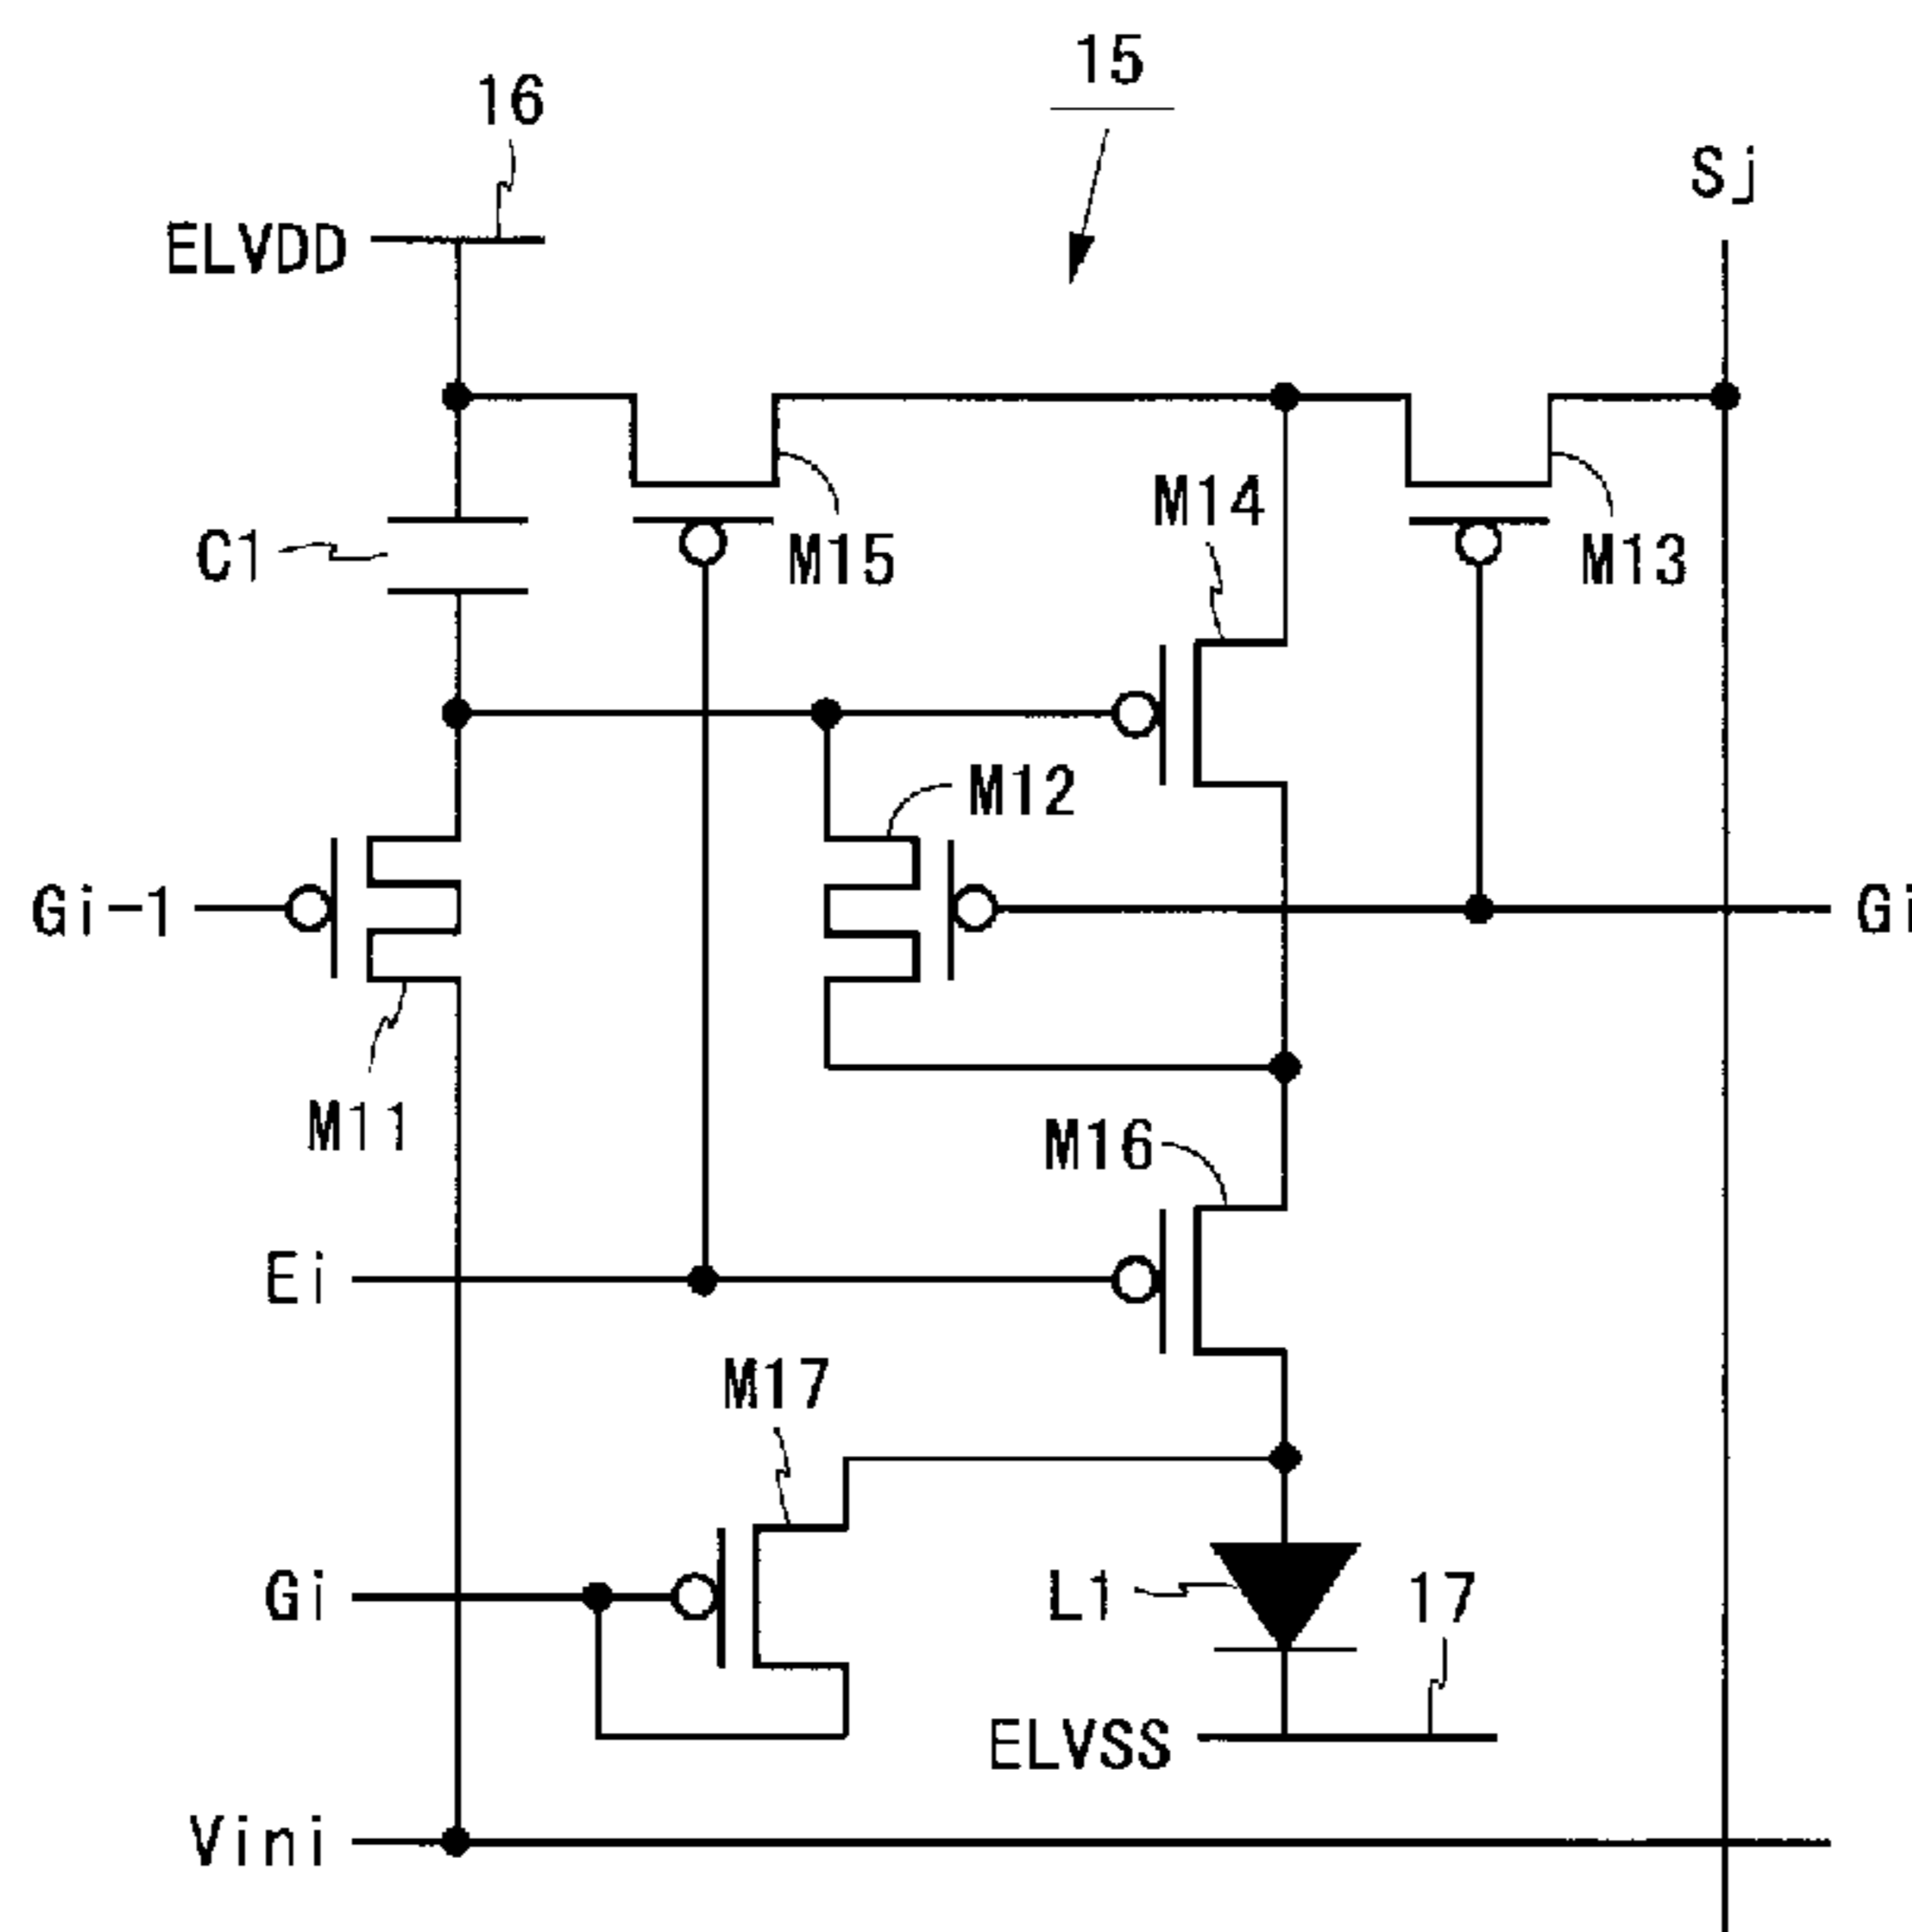 15
16
Sj
ELVDD
M14
C1
M15
M13
M12
Gi-1
Gi
M11
M16
Ei
M17
Gi
L1
17
ELVSS
Vini